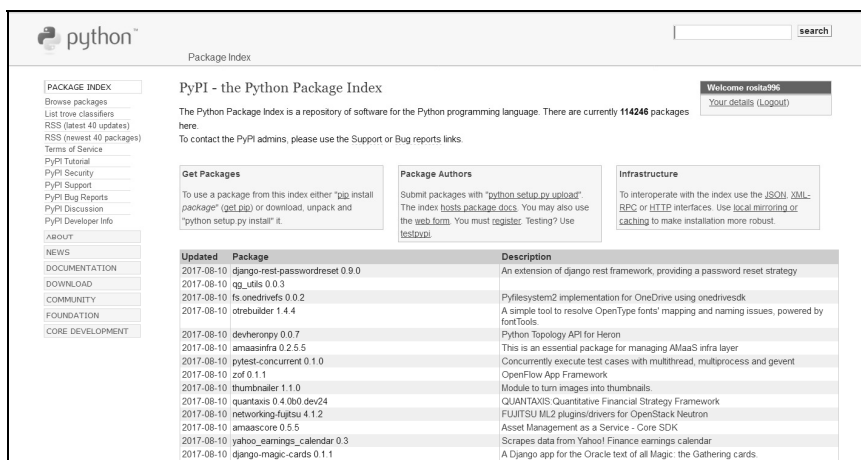 python™
search
Package Index
PACKAGE INDEX
Browse packages
List trove classifiers
RSS (latest 40 updates)
RSS (newest 40 packages)
Terms of Service
PyPI Tutorial
PyPI Security
PyPI Support
PyPI Bug Reports
PyPI Discussion
PyPI Developer Info
ABOUT
NEWS
DOCUMENTATION
DOWNLOAD
COMMUNITY
FOUNDATION
CORE DEVELOPMENT
PyPI - the Python Package Index
The Python Package Index is a repository of software for the Python programming language. There are currently 114246 packages
here.
To contact the PyPI admins, please use the Support or Bug reports links.
Welcome rosita996
Your details (Logout)
Get Packages
To use a package from this index either "pip install
package" (get pip) or download, unpack and
"python setup.py install" it.
Package Authors
Submit packages with "python setup.py upload".
The index hosts package docs. You may also use
the web form. You must register. Testing? Use
testpypi.
Infrastructure
To interoperate with the index use the JSON, XML-
RPC or HTTP interfaces. Use local mirroring or
caching to make installation more robust.
Updated Package Description
2017-08-10 django-rest-passwordreset 0.9.0 An extension of django rest framework, providing a password reset strategy
2017-08-10 qg_utils 0.0.3
2017-08-10 fs.onedrivefs 0.0.2 Pyfilesystem2 implementation for OneDrive using onedrivesdk
2017-08-10 otrebuilder 1.4.4 A simple tool to resolve OpenType fonts' mapping and naming issues, powered by
fontTools.
2017-08-10 devheronpy 0.0.7 Python Topology API for Heron
2017-08-10 amaasinfra 0.2.5.5 This is an essential package for managing AMaaS infra layer
2017-08-10 pytest-concurrent 0.1.0 Concurrently execute test cases with multithread, multiprocess and gevent
2017-08-10 zof 0.1.1 OpenFlow App Framework
2017-08-10 thumbnailer 1.1.0 Module to turn images into thumbnails.
2017-08-10 quantaxis 0.4.0b0.dev24 QUANTAXIS:Quantitative Financial Strategy Framework
2017-08-10 networking-fujitsu 4.1.2 FUJITSU ML2 plugins/drivers for OpenStack Neutron
2017-08-10 amaascore 0.5.5 Asset Management as a Service - Core SDK
2017-08-10 yahoo_earnings_calendar 0.3 Scrapes data from Yahoo! Finance earnings calendar
2017-08-10 django-magic-cards 0.1.1 A Django app for the Oracle text of all Magic: the Gathering cards.